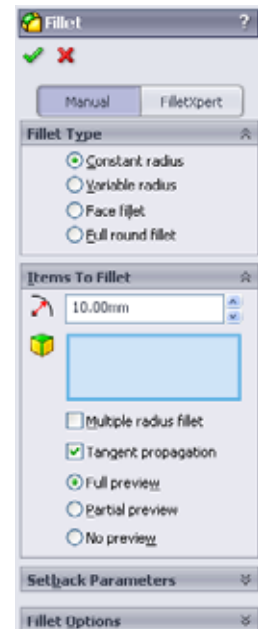 Fillet ?
Manual FilletXpert
Fillet Type
Constant radius
Variable radius
Face fillet
Full round fillet
Items To Fillet
10.00mm
Multiple radius fillet
Tangent propagation
Full preview
Partial preview
No preview
Setback Parameters
Fillet Options